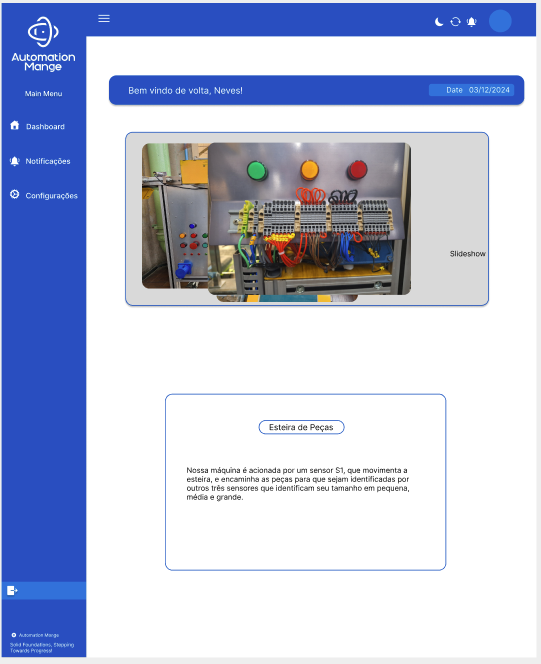 Automation
Mange
Main Menu
Dashboard
Notificações
Configurações
Bem vindo de volta, Neves!
Date 03/12/2024
Slideshow
Esteira de Peças
Nossa máquina é acionada por um sensor S1, que movimenta a
esteira, e encaminha as peças para que sejam identificadas por
outros três sensores que identificam seu tamanho em pequena,
média e grande.
Automation Mange
Solid Foundations, Stepping
Towards Progress!